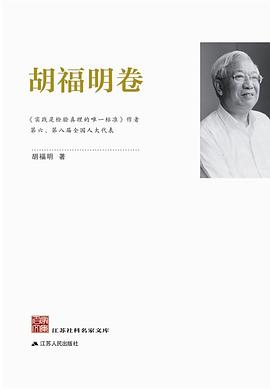 胡福明卷
《实践是检验真理的唯一标准》作者
第六、第八届全国人大代表
胡福明 著
江苏社科名家文库
江苏人民出版社